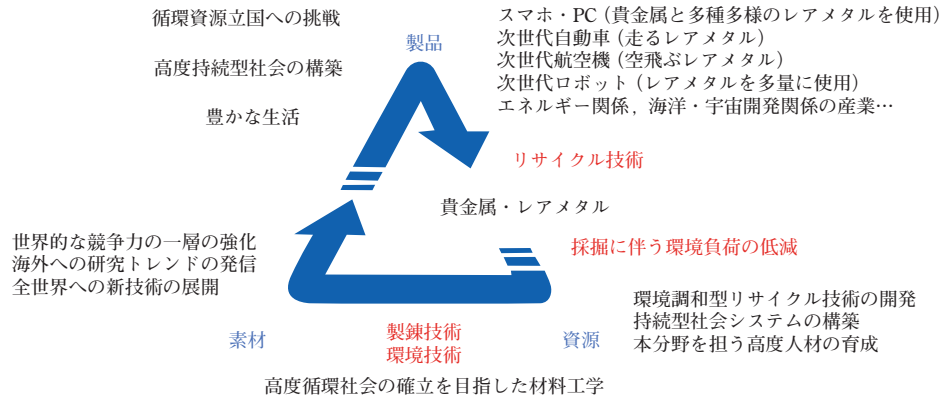 循環資源立国への挑戦
高度持続型社会の構築
豊かな生活
製品
スマホ・PC（貴金属と多種多様のレアメタルを使用）
次世代自動車（走るレアメタル）
次世代航空機（空飛ぶレアメタル）
次世代ロボット（レアメタルを多量に使用）
エネルギー関係，海洋・宇宙開発関係の産業…
リサイクル技術
貴金属・レアメタル
世界的な競争力の一層の強化
海外への研究トレンドの発信
全世界への新技術の展開
採掘に伴う環境負荷の低減
環境調和型リサイクル技術の開発
持続型社会システムの構築
本分野を担う高度人材の育成
素材
製錬技術
環境技術
資源
高度循環社会の確立を目指した材料工学